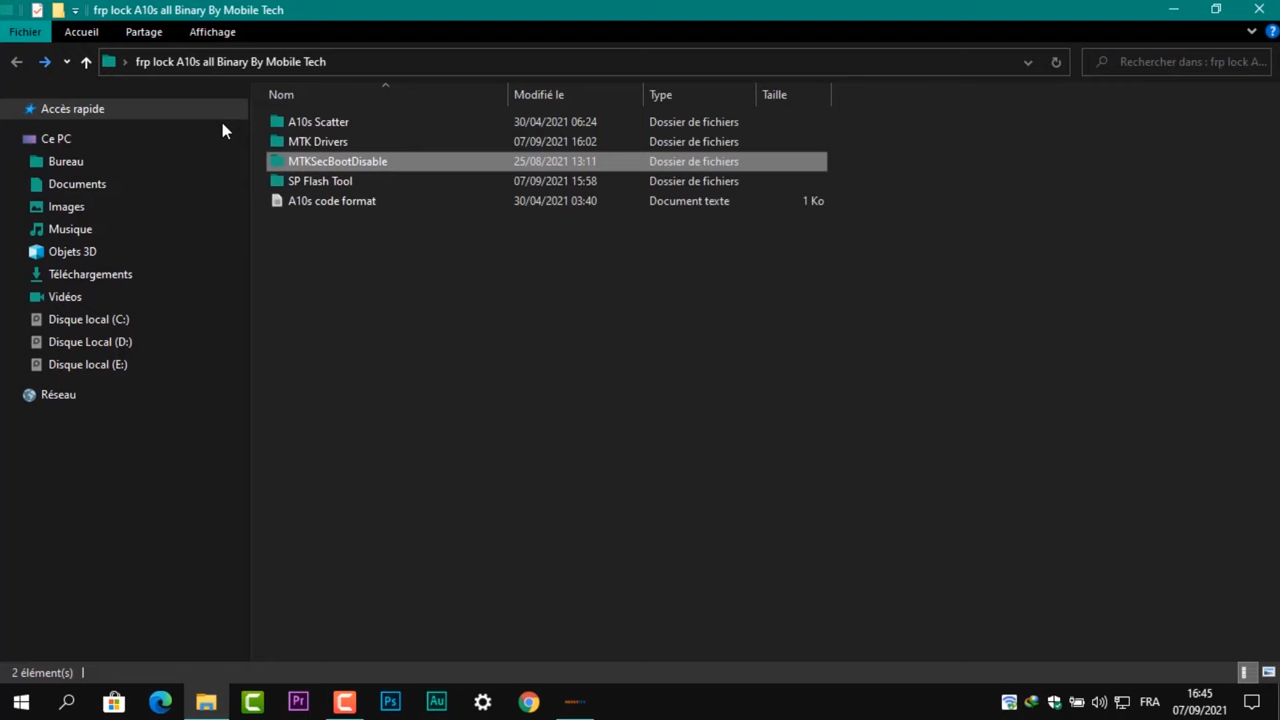 frp lock A10s all Binary By Mobile Tech
Fichier Accueil Partage Affichage
frp lock A10s all Binary By Mobile Tech
Rechercher dans : frp lock A...
Nom Modifié le Type Taille
Accès rapide
Ce PC
Bureau
Documents
Images
Musique
Objets 3D
Téléchargements
Vidéos
Disque local (C:)
Disque Local (D:)
Disque local (E:)
Réseau
A10s Scatter 30/04/2021 06:24 Dossier de fichiers
MTK Drivers 07/09/2021 16:02 Dossier de fichiers
MTKSecBootDisable 25/08/2021 13:11 Dossier de fichiers
SP Flash Tool 07/09/2021 15:58 Dossier de fichiers
A10s code format 30/04/2021 03:40 Document texte 1 Ko
2 élément(s)
Pr Ps Au
FRA
16:45
07/09/2021